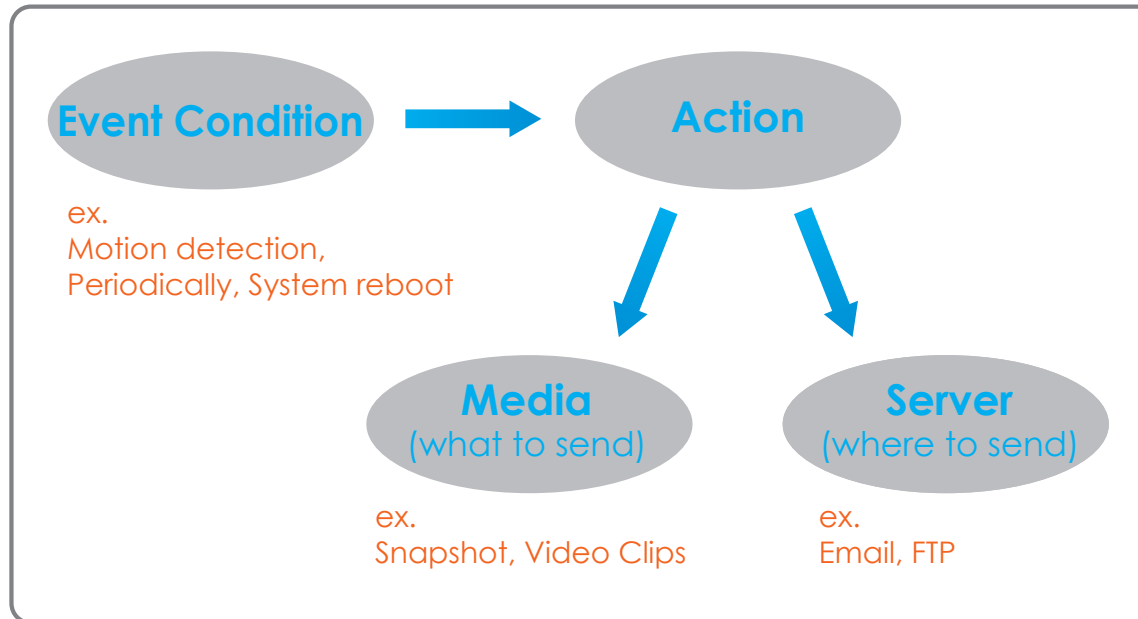 Event Condition
Action
ex.
Motion detection,
Periodically, System reboot
Media
(what to send)
Server
(where to send)
ex.
Snapshot, Video Clips
ex.
Email, FTP